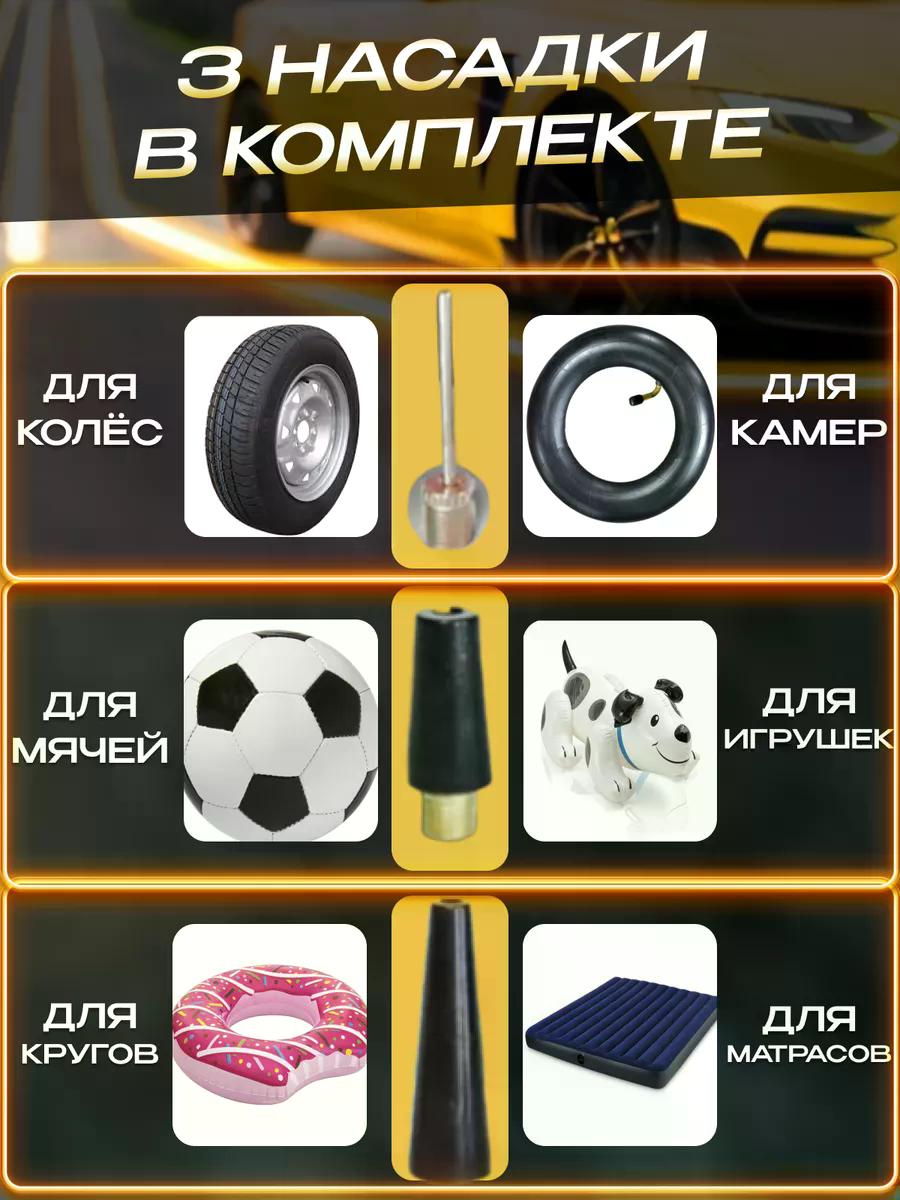 3 НАСАДКИ
В КОМПЛЕКТЕ
ДЛЯ
КОЛЁС
ДЛЯ
КАМЕР
ДЛЯ
МЯЧЕЙ
ДЛЯ
ИГРУШЕК
ДЛЯ
КРУГОВ
ДЛЯ
МАТРАСОВ